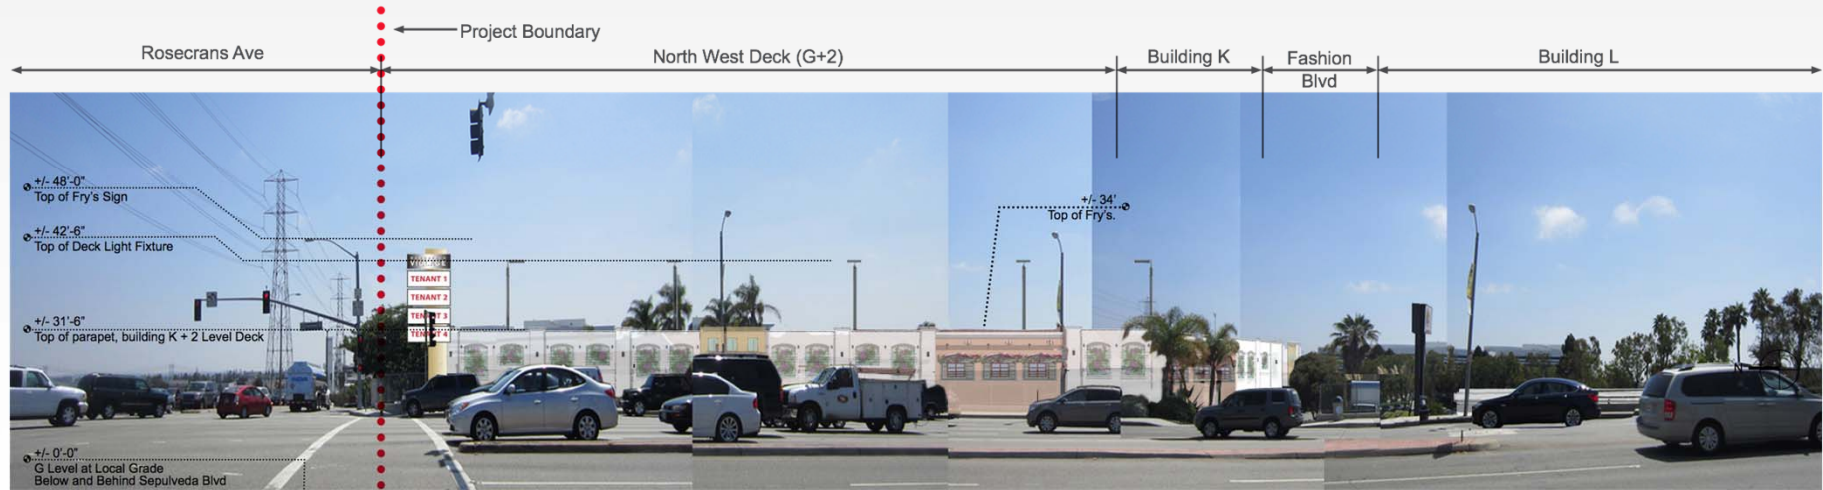 Project Boundary
Rosecrans Ave
North West Deck (G+2)
Building K
Fashion
Blvd
Building L
+/- 48'-0"
Top of Fry's Sign
+/- 42'-6"
Top of Deck Light Fixture
+/- 34'
Top of Fry's.
TENANT 1
TENANT 2
TENANT 3
TENANT 4
+/- 31'-6"
Top of parapet, building K + 2 Level Deck
+/- 0'-0"
G Level at Local Grade
Below and Behind Sepulveda Blvd